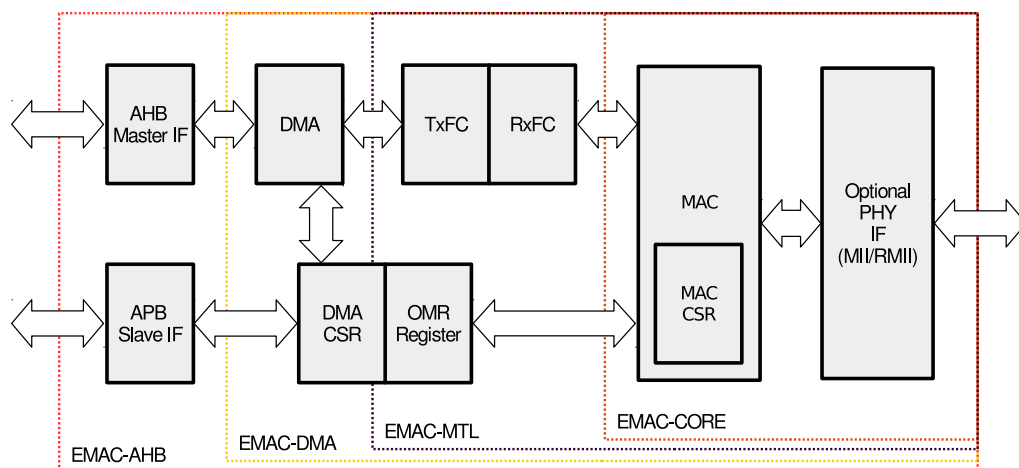 AHB
Master IF
DMA
TxFC
RxFC
MAC
Optional
PHY
IF
(MII/RMII)
APB
Slave IF
DMA
CSR
OMR
Register
MAC
CSR
EMAC-AHB
EMAC-DMA
EMAC-MTL
EMAC-CORE